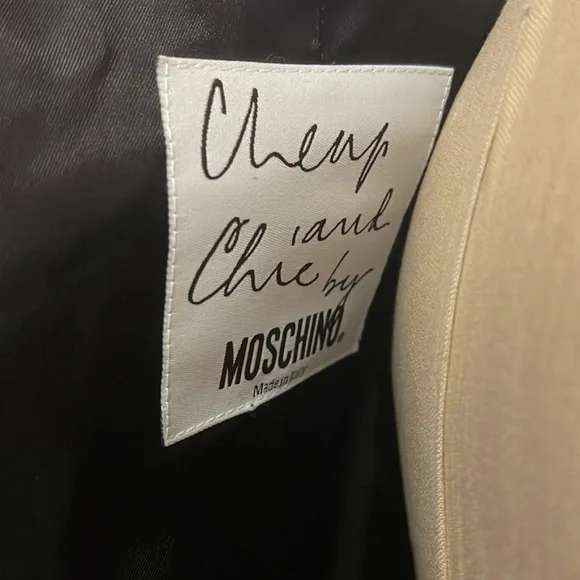 Cheap
and
Chic by
MOSCHINO®
Made in Italy